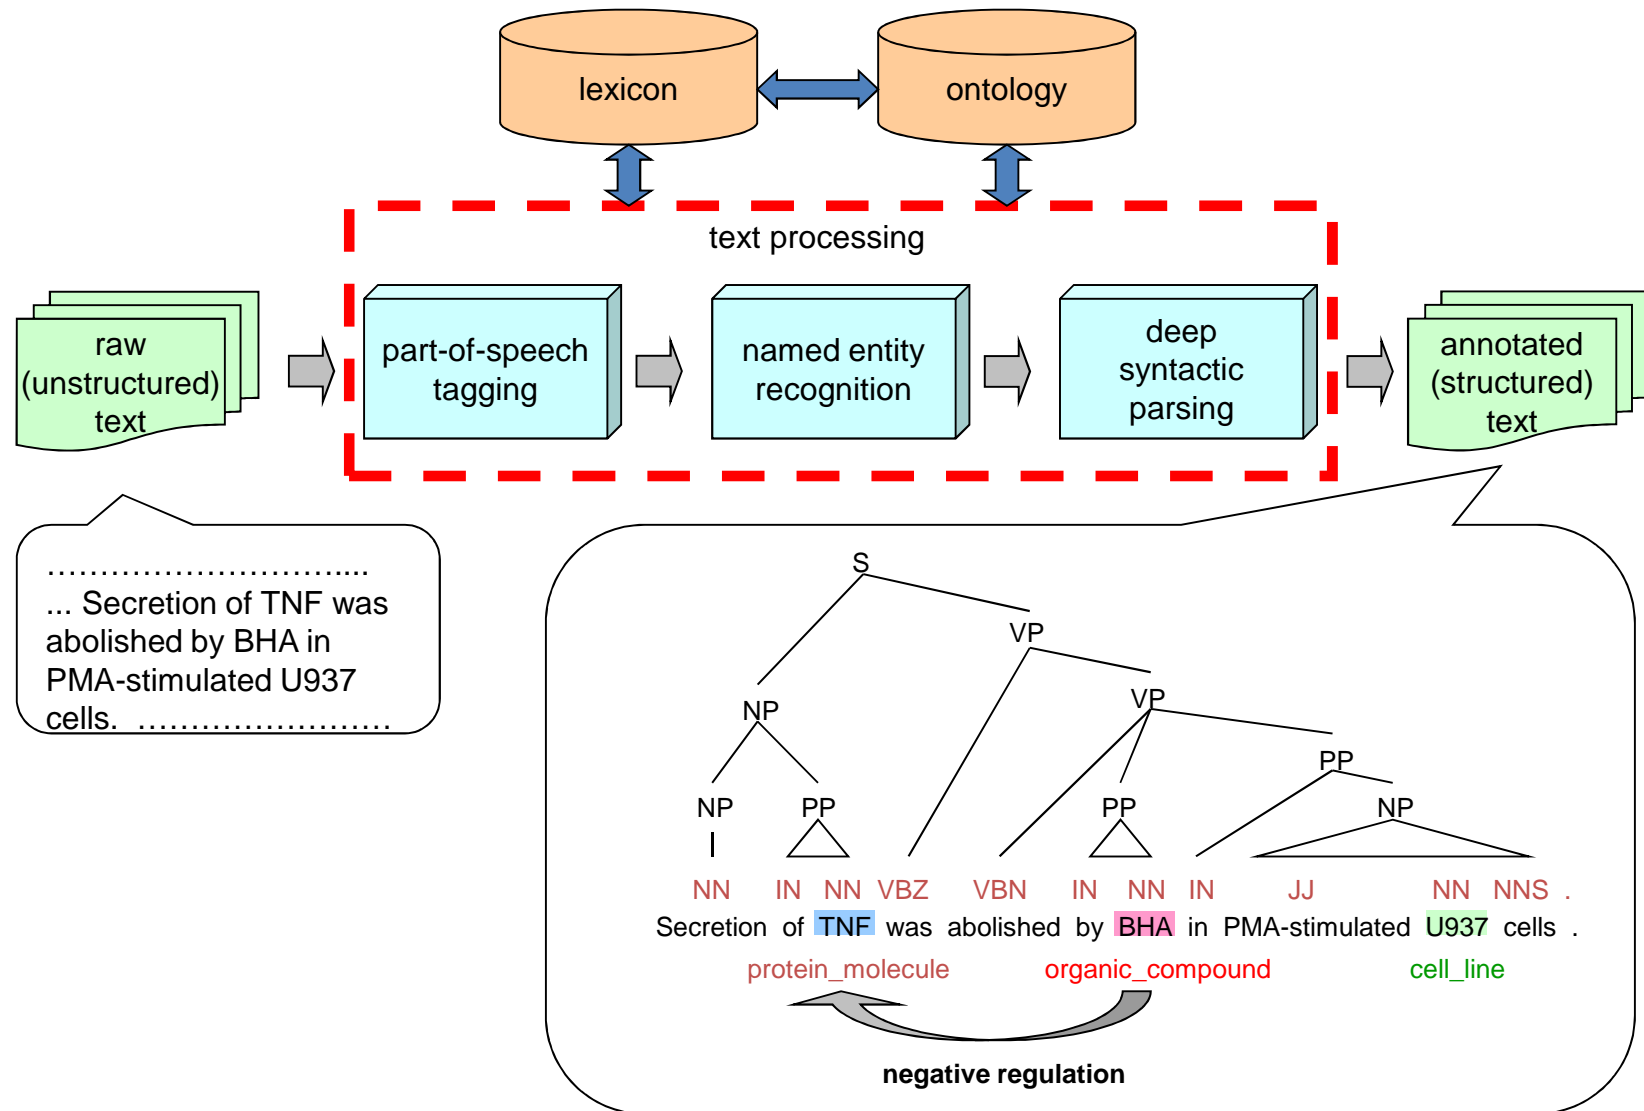 lexicon
ontology
text processing
raw
(unstructured)
text
part-of-speech
tagging
named entity
recognition
deep
syntactic
parsing
annotated
(structured)
text
………………………....
... Secretion of TNF was
abolished by BHA in
PMA-stimulated U937
cells. ……………………
S
VP
NP VP
PP
NP PP PP NP
NN IN NN VBZ VBN IN NN IN JJ NN NNS .
Secretion of TNF was abolished by BHA in PMA-stimulated U937 cells .
protein_molecule organic_compound cell_line
negative regulation